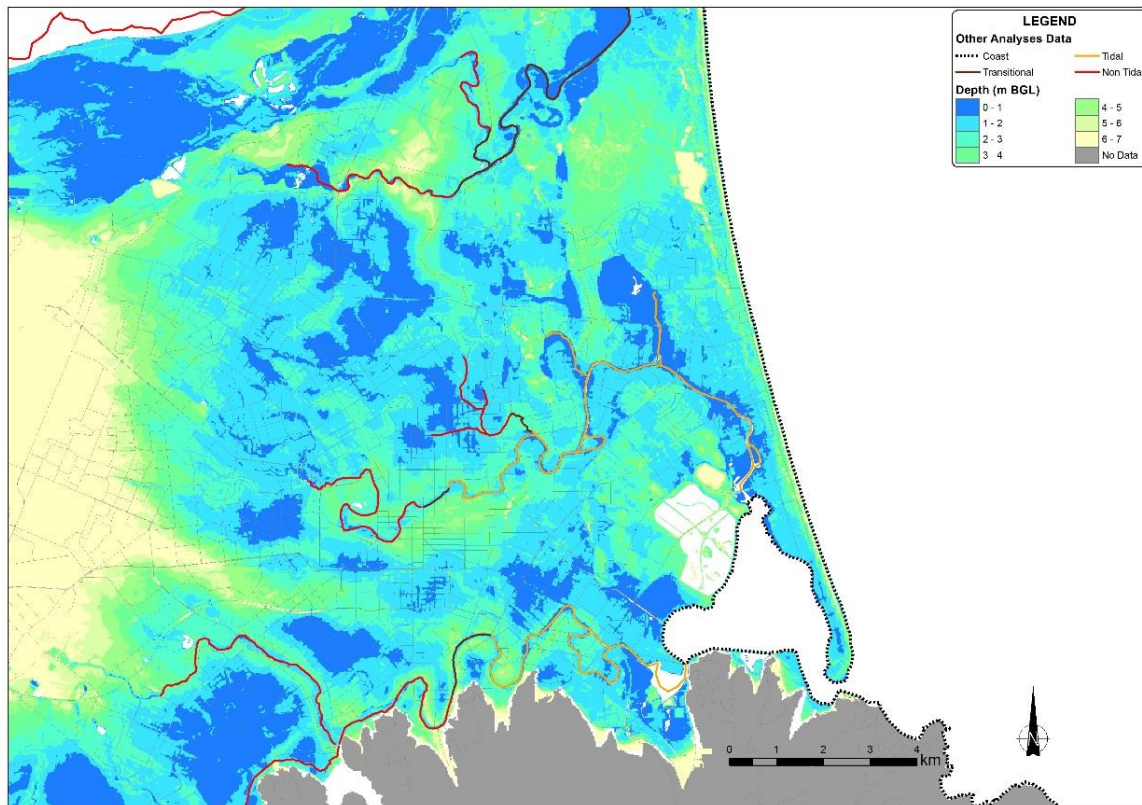 LEGEND
Other Analyses Data
Coast
Tidal
Transitional
Non Tidal
Depth (m BGL)
0 - 1
4 - 5
1 - 2
5 - 6
2 - 3
6 - 7
3 4
No Data
N
0 1 2 3 4
km